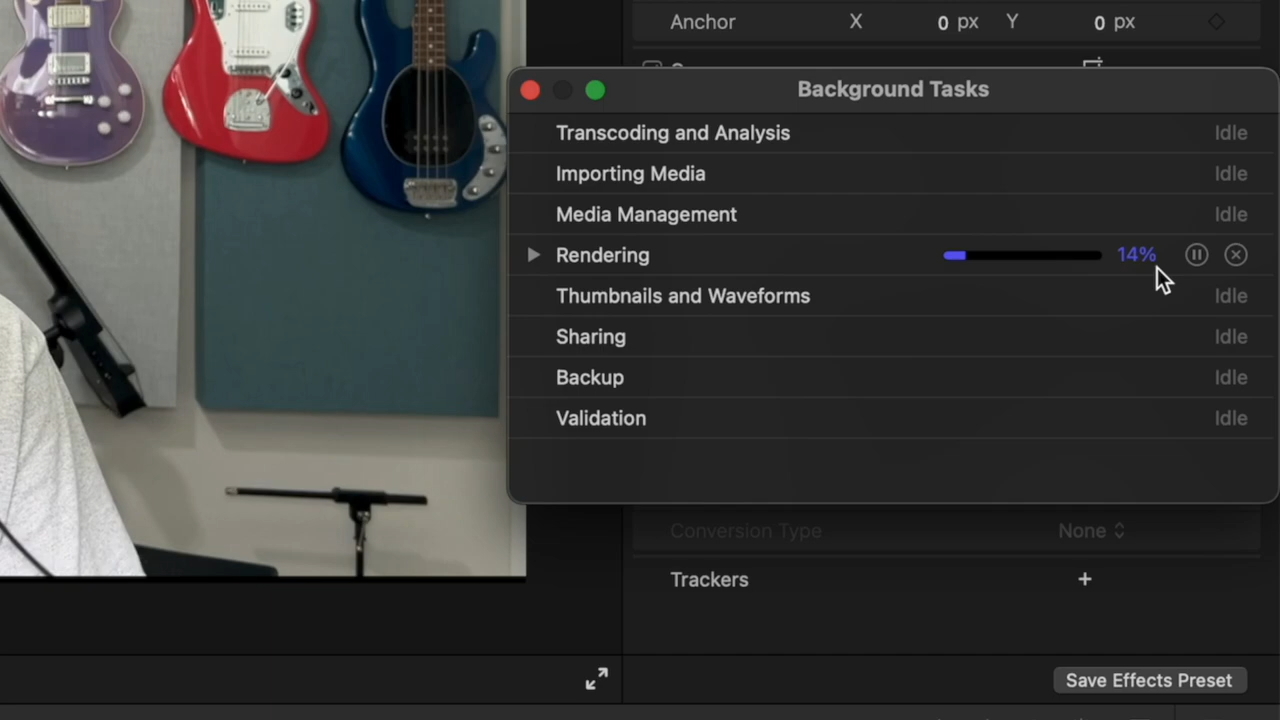 Anchor X 0 px Y 0 px
Background Tasks
Transcoding and Analysis Idle
Importing Media Idle
Media Management Idle
Rendering 14%
Thumbnails and Waveforms Idle
Sharing Idle
Backup Idle
Validation Idle
Conversion Type None
Trackers +
Save Effects Preset